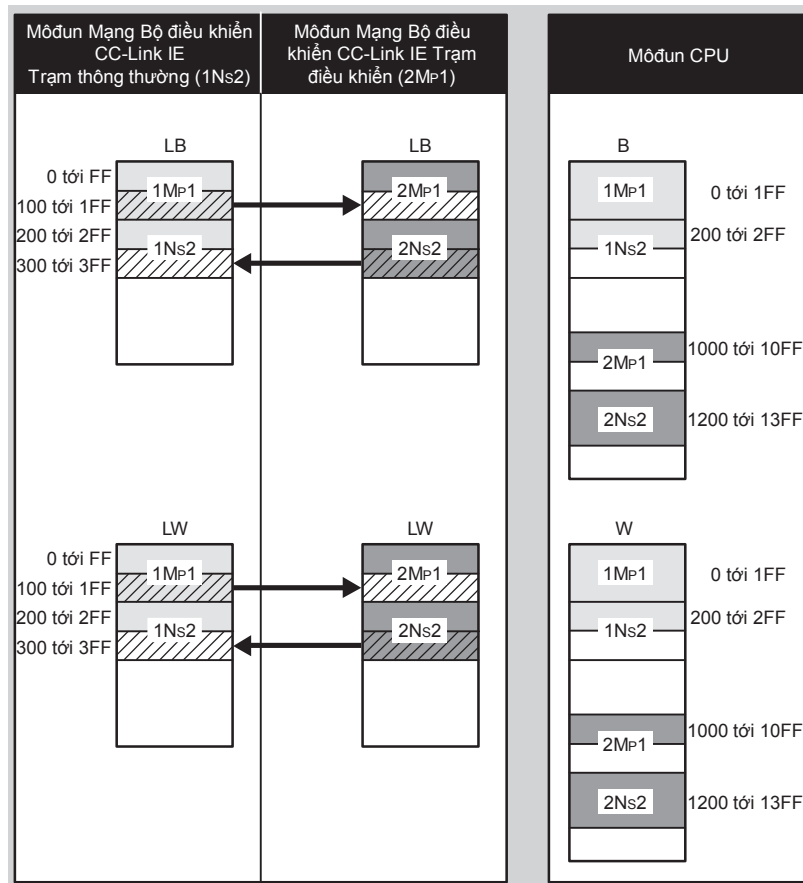 Môđun Mạng Bộ điều khiển
CC-Link IE
Trạm thông thường (1Ns2)
Môđun Mạng Bộ điều
khiển CC-Link IE Trạm
điều khiển (2MP1)
Môđun CPU
LB
0 tới FF
100 tới 1FF
200 tới 2FF
300 tới 3FF
1MP1
1Ns2
LB
2MP1
2Ns2
B
1MP1
0 tới 1FF
1Ns2
200 tới 2FF
2MP1
1000 tới 10FF
2Ns2
1200 tới 13FF
LW
0 tới FF
100 tới 1FF
200 tới 2FF
300 tới 3FF
1MP1
1Ns2
LW
2MP1
2Ns2
W
1MP1
0 tới 1FF
1Ns2
200 tới 2FF
2MP1
1000 tới 10FF
2Ns2
1200 tới 13FF